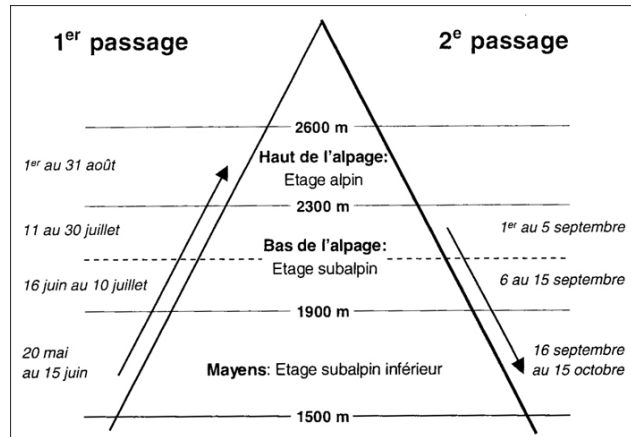 1er passage
2e passage
2600 m
1er au 31 août
Haut de l'alpage:
Etage alpin
2300 m
11 au 30 juillet
1er au 5 septembre
Bas de l'alpage:
Etage subalpin
16 juin au 10 juillet
6 au 15 septembre
1900 m
20 mai
au 15 juin
Mayens: Etage subalpin inférieur
16 septembre
au 15 octobre
1500 m